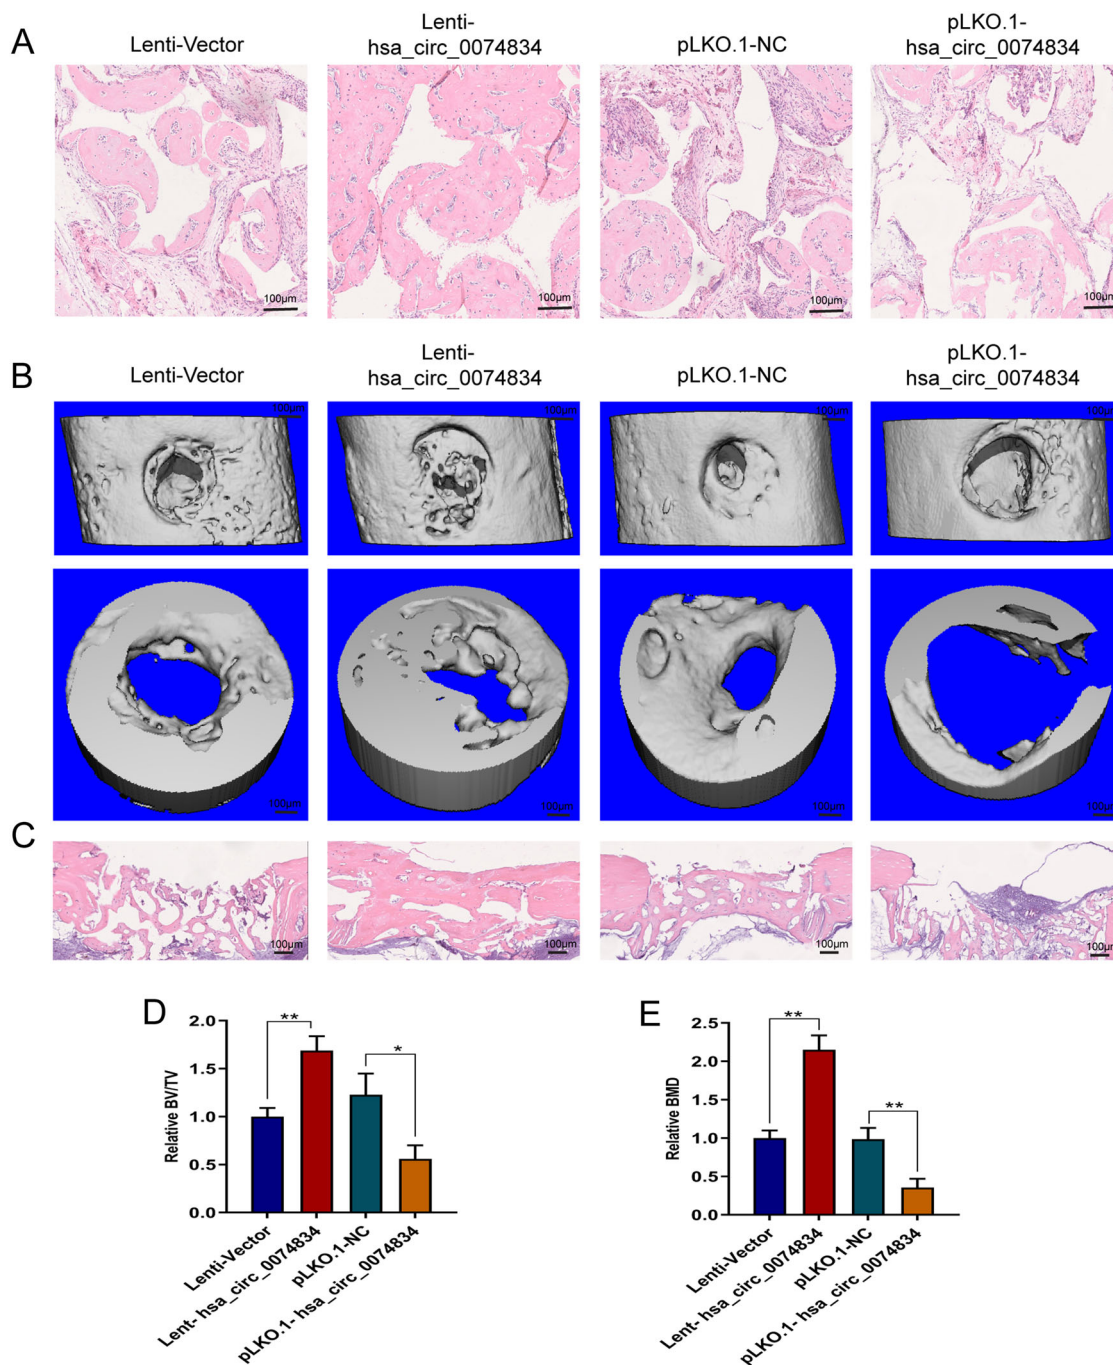 A
Lenti-Vector
Lenti-
hsa_circ_0074834
pLKO.1-NC
pLKO.1-
hsa_circ_0074834
100μm
100μm
100μm
100μm
B
Lenti-Vector
Lenti-
hsa_circ_0074834
pLKO.1-NC
pLKO.1-
hsa_circ_0074834
100μm
100μm
100μm
100μm
100μm
100μm
100μm
100μm
C
100μm
100μm
100μm
100μm
D
Relative BV/TV
2.0
1.5
1.0
0.5
0.0
**
*
Lenti-Vector
Lent- hsa_circ_0074834
pLKO.1-NC
pLKO.1- hsa_circ_0074834
E
Relative BMD
2.5
2.0
1.5
1.0
0.5
0.0
**
**
Lenti-Vector
Lent- hsa_circ_0074834
pLKO.1-NC
pLKO.1- hsa_circ_0074834